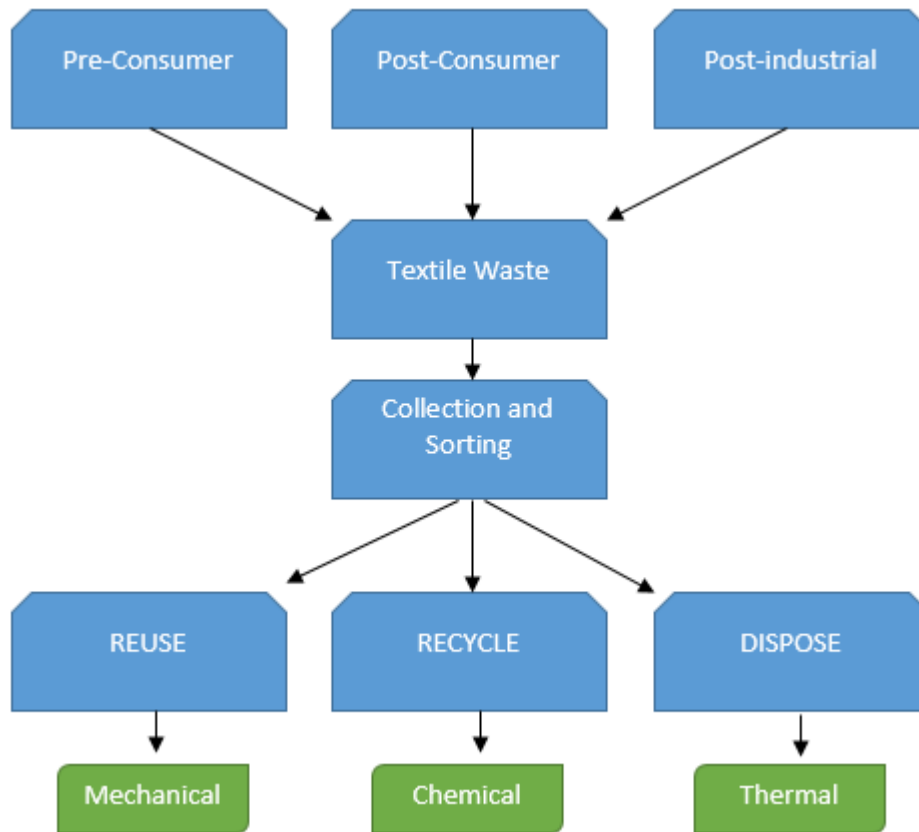 Pre-Consumer
Post-Consumer
Post-industrial
Textile Waste
Collection and
Sorting
REUSE
RECYCLE
DISPOSE
Mechanical
Chemical
Thermal